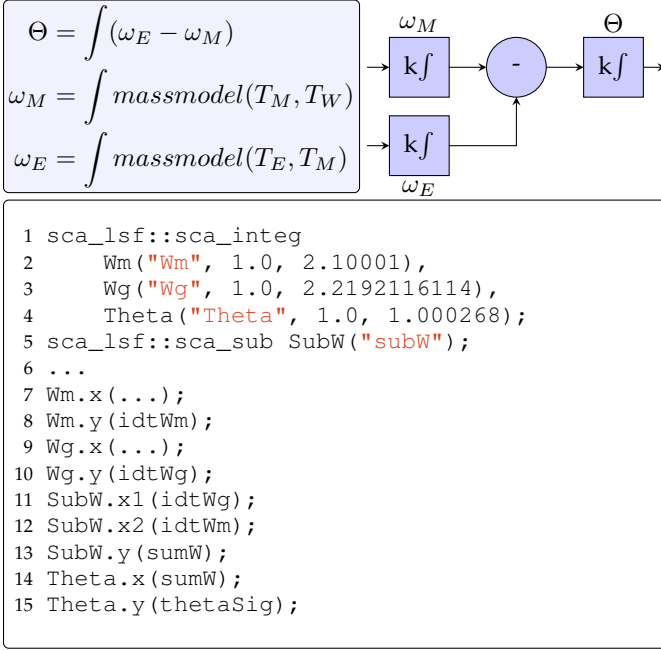 Θ = ∫(ω_E − ω_M)
ω_M = ∫ massmodel(T_M, T_W)
ω_E = ∫ massmodel(T_E, T_M)
ω_M Θ
k∫ - k∫
k∫
ω_E
1 sca_lsf::sca_integ
2     Wm("Wm", 1.0, 2.10001),
3     Wg("Wg", 1.0, 2.2192116114),
4     Theta("Theta", 1.0, 1.000268);
5 sca_lsf::sca_sub SubW("subW");
6 ...
7 Wm.x(...);
8 Wm.y(idtWm);
9 Wg.x(...);
10 Wg.y(idtWg);
11 SubW.x1(idtWg);
12 SubW.x2(idtWm);
13 SubW.y(sumW);
14 Theta.x(sumW);
15 Theta.y(thetaSig);